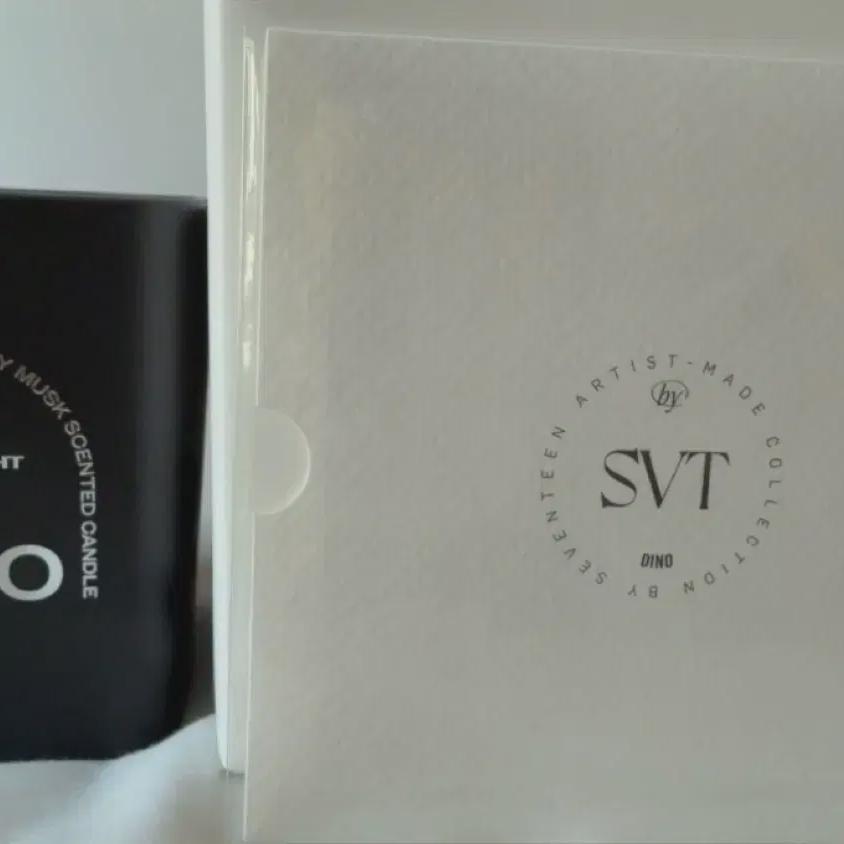 MUSK SCENTED CANDLE
O
ARTIST-MADE COLLECTION BY SEVENTEEN
by
SVT
DINO